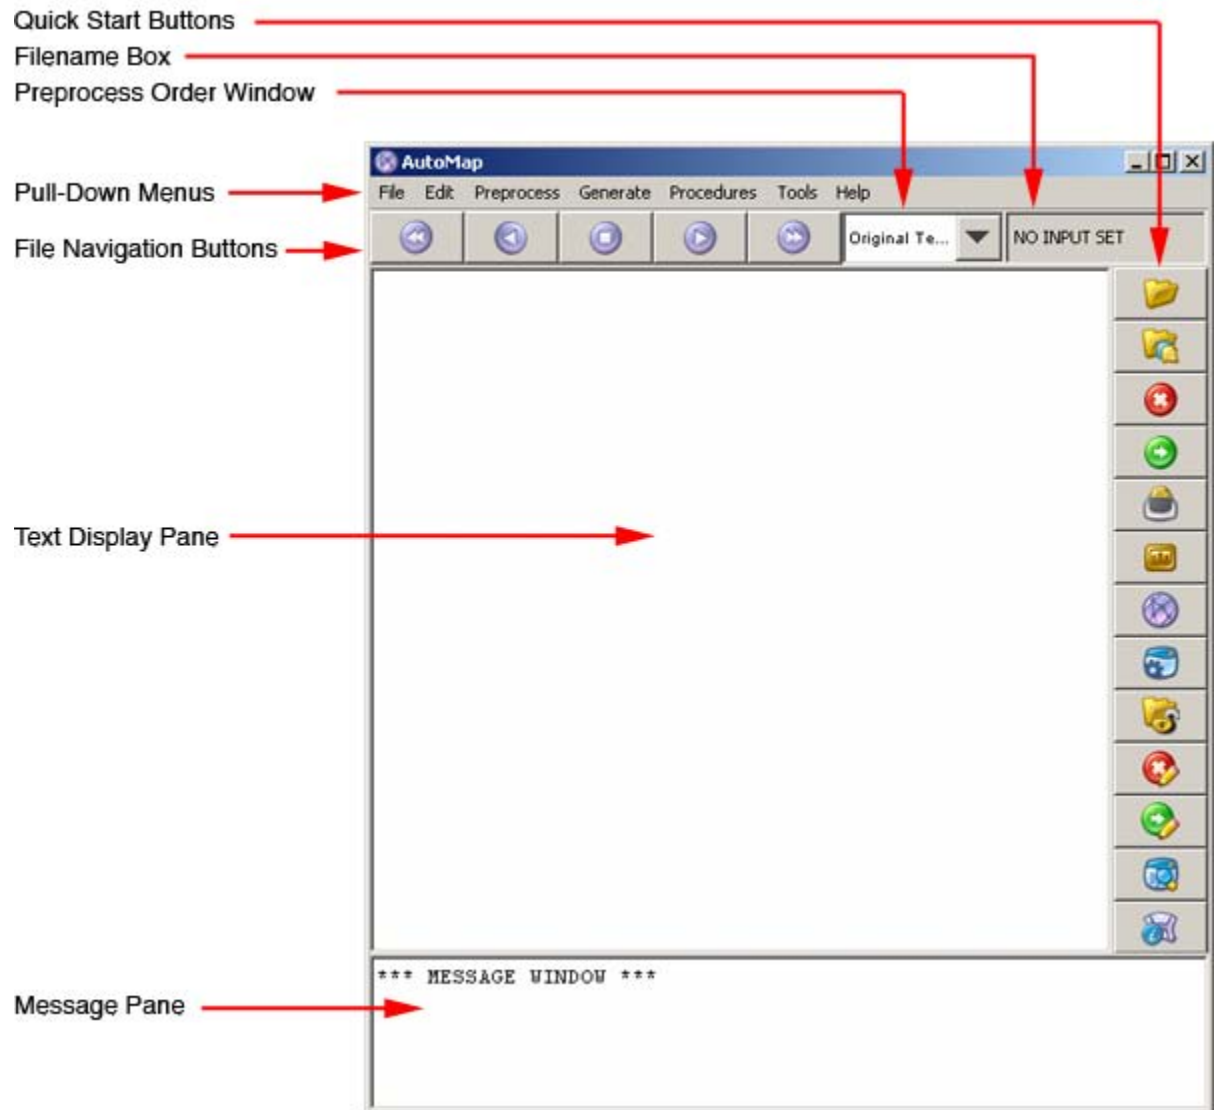 Quick Start Buttons
Filename Box
Preprocess Order Window
AutoMap
Pull-Down Menus
File Edit Preprocess Generate Procedures Tools Help
File Navigation Buttons
Original Te... NO INPUT SET
Text Display Pane
*** MESSAGE WINDOW ***
Message Pane